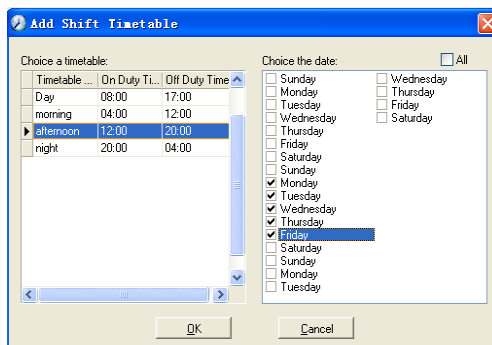 Add Shift Timetable
Choice a timetable:
Timetable ... On Duty Ti... Off Duty Time
Day 08:00 17:00
morning 04:00 12:00
afternoon 12:00 20:00
night 20:00 04:00
Choice the date:
All
Sunday
Monday
Tuesday
Wednesday
Thursday
Friday
Saturday
Sunday
Monday
Tuesday
Wednesday
Thursday
Friday
Saturday
Sunday
Monday
Tuesday
Wednesday
Thursday
Friday
Saturday
OK
Cancel